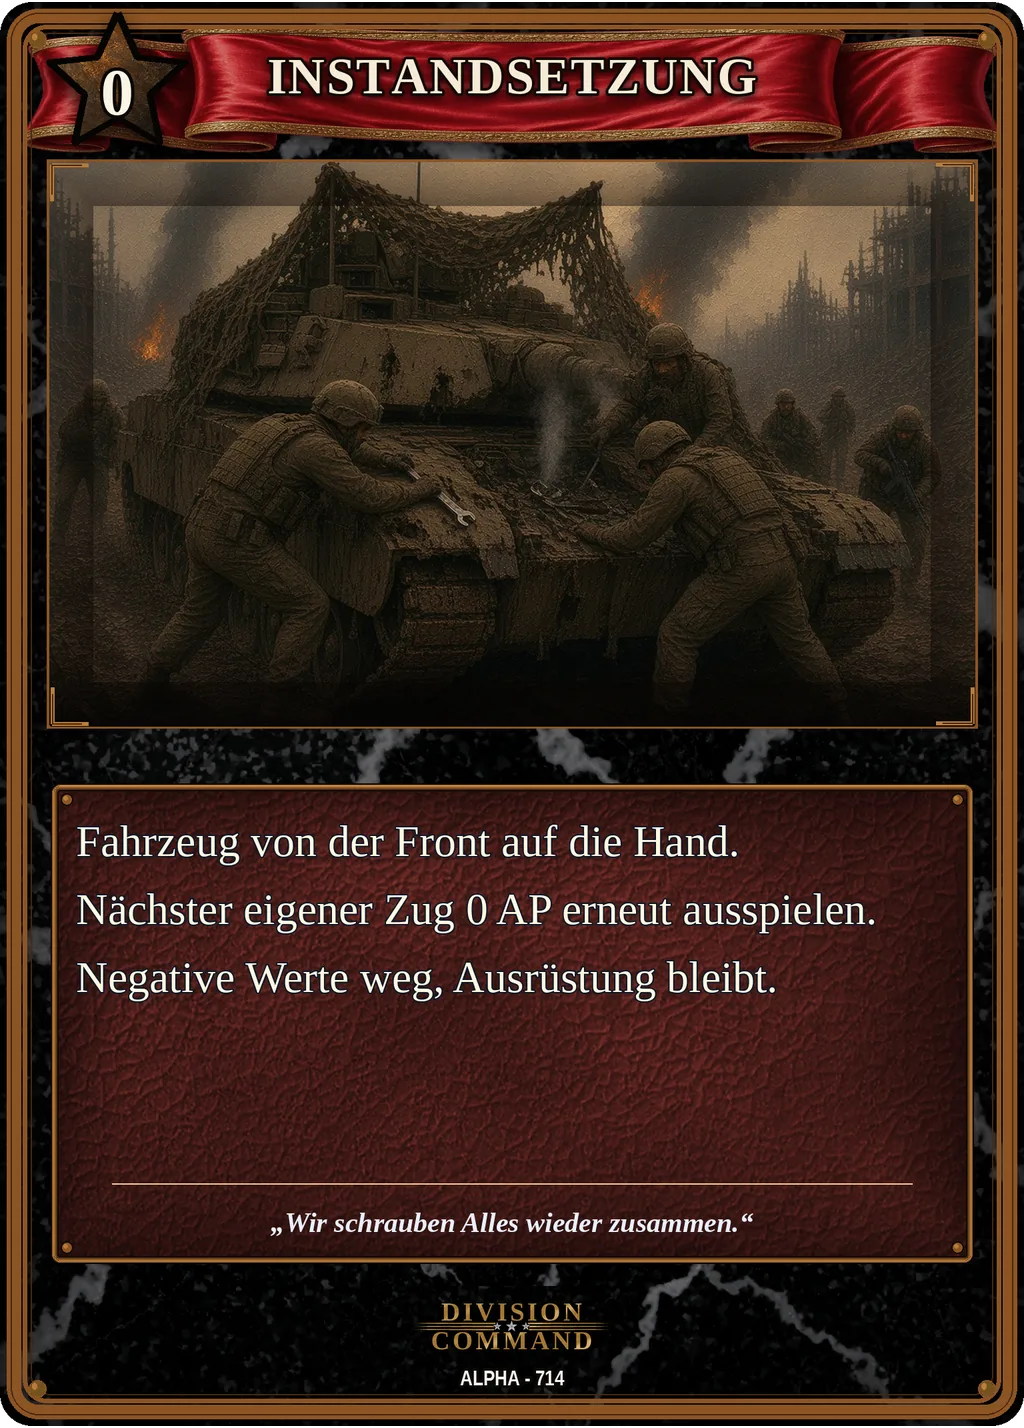 0
INSTANDSETZUNG
Fahrzeug von der Front auf die Hand.
Nächster eigener Zug 0 AP erneut ausspielen.
Negative Werte weg, Ausrüstung bleibt.
„Wir schrauben Alles wieder zusammen.“
DIVISION
COMMAND
ALPHA - 714